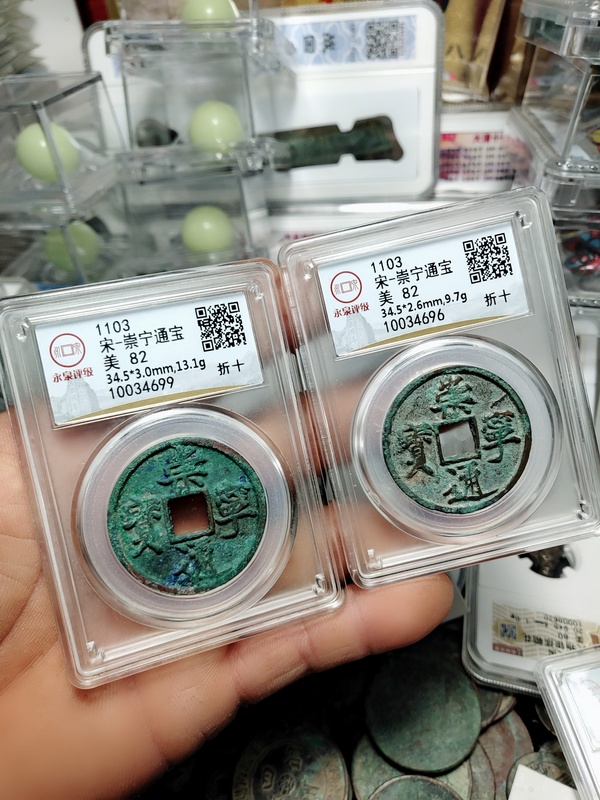 1103
宋-崇宁通宝
美 82
34.5*3.0mm,13.1g 折十
10034699
永泉评级
崇
寧
通
寳
1103
宋-崇宁通宝
美 82
34.5*2.6mm,9.7g 折十
10034696
永泉评级
崇
寧
通
寳